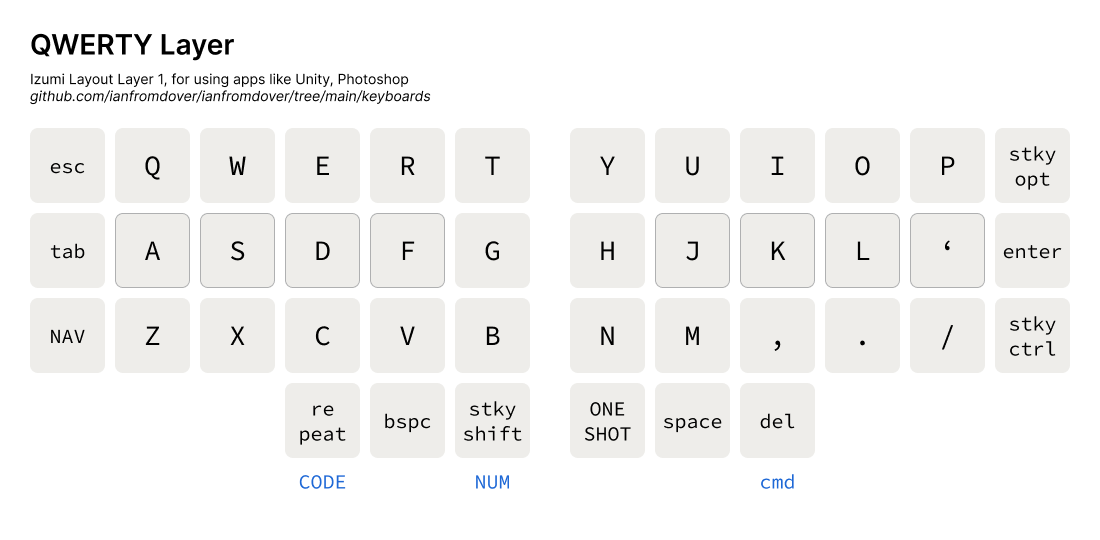 QWERTY Layer
Izumi Layout Layer 1, for using apps like Unity, Photoshop
github.com/ianfromdover/ianfromdover/tree/main/keyboards
esc Q W E R T Y U I O P stky
opt
tab A S D F G H J K L ‘ enter
NAV Z X C V B N M , . / stky
ctrl
re
peat bspc stky
shift ONE
SHOT space del
CODE NUM cmd